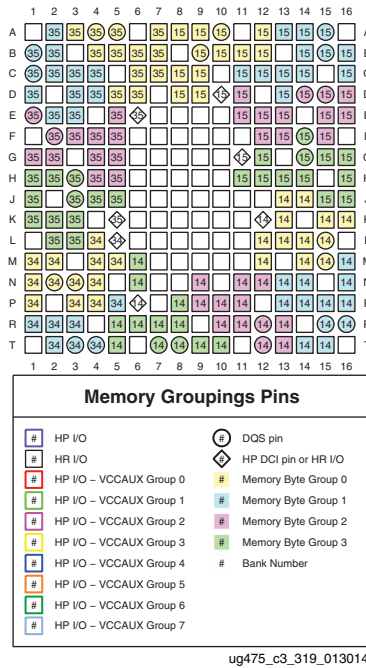 1 2 3 4 5 6 7 8 9 10 11 12 13 14 15 16
A 35 35 35 35 35 15 15 15 15 15 15 15
B 35 35 35 35 35 35 15 15 15 15 15 15 15
C 35 35 35 35 35 35 15 15 15 15 15 15 15
D 35 35 35 35 35 15 15 15 15 15 15 15 15
E 35 35 35 35 35 15 15 15 15 15
F 35 35 35 35 15 15 15 15
G 35 35 35 35 15 15 15 15 15
H 35 35 35 35 35 15 15 15 15 15
J 35 35 35 35 14 14 15 15
K 35 35 35 35 14 14 14 14
L 35 35 34 34 14 14 14 14
M 34 34 34 34 14 14 14 14 14
N 34 34 34 34 14 14 14 14 14 14 14
P 34 34 34 34 14 14 14 14 14 14 14 14 14
R 34 34 34 14 14 14 14 14 14 14 14 14 14
T 34 34 34 14 14 14 14 14 14 14 14 14
1 2 3 4 5 6 7 8 9 10 11 12 13 14 15 16
Memory Groupings Pins
# HP I/O
# HR I/O
# HP I/O – VCCAUX Group 0
# HP I/O – VCCAUX Group 1
# HP I/O – VCCAUX Group 2
# HP I/O – VCCAUX Group 3
# HP I/O – VCCAUX Group 4
# HP I/O – VCCAUX Group 5
# HP I/O – VCCAUX Group 6
# HP I/O – VCCAUX Group 7
# DQS pin
# HP DCI pin or HR I/O
# Memory Byte Group 0
# Memory Byte Group 1
# Memory Byte Group 2
# Memory Byte Group 3
# Bank Number
ug475_c3_319_013014